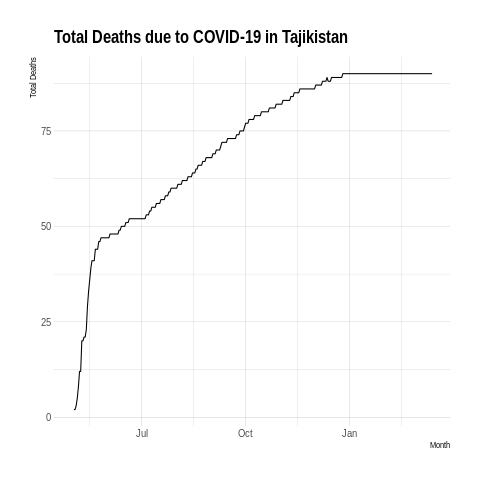 Total Deaths due to COVID-19 in Tajikistan
Total Deaths
75
50
25
0
Jul Oct Jan
Month